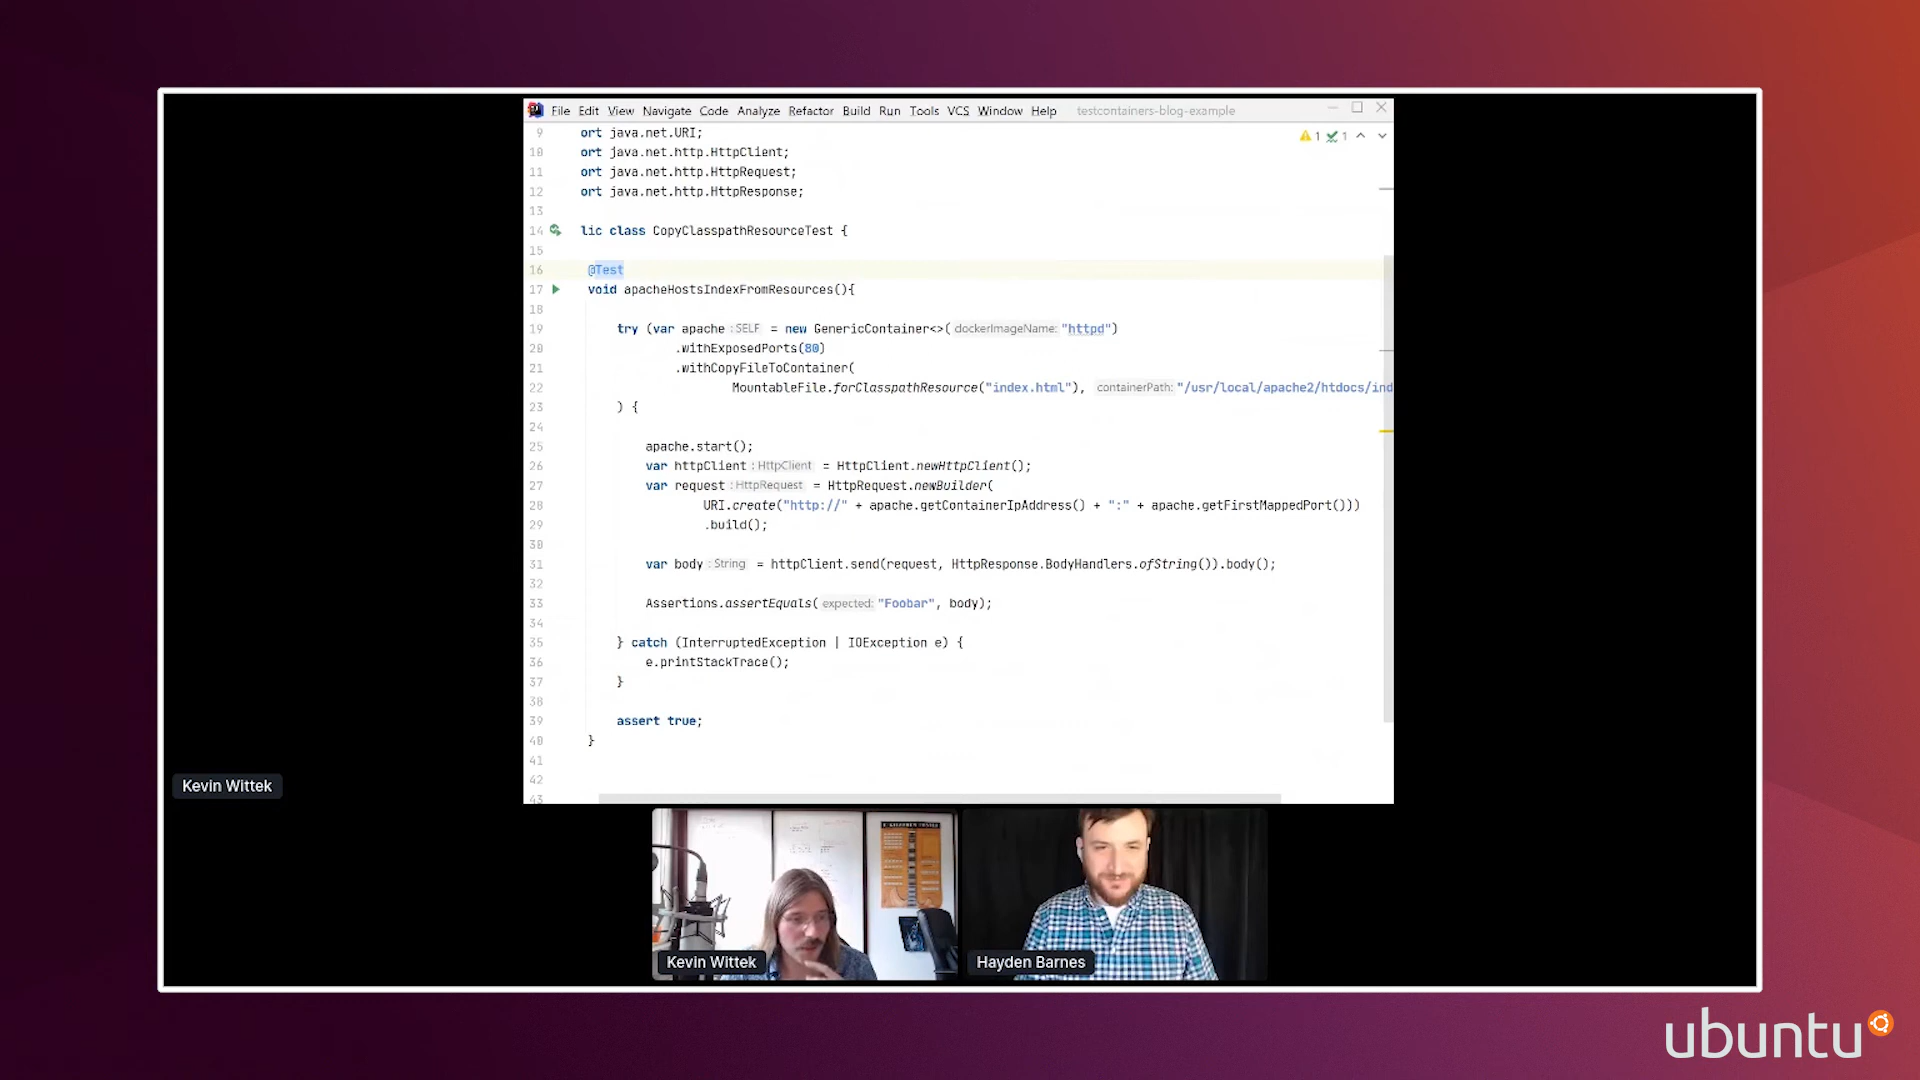 File Edit View Navigate Code Analyze Refactor Build Run Tools VCS Window Help testcontainers-blog-example
9 ort java.net.URI; 1 1
10 ort java.net.http.HttpClient;
11 ort java.net.http.HttpRequest;
12 ort java.net.http.HttpResponse;
13
14 lic class CopyClasspathResourceTest {
15
16 @Test
17 void apacheHostsIndexFromResources(){
18
19 try (var apache : SELF = new GenericContainer<>( dockerImageName: "httpd")
20 .withExposedPorts(80)
21 .withCopyFileToContainer(
22 MountableFile.forClasspathResource("index.html"), containerPath: "/usr/local/apache2/htdocs/ind
23 ) {
24
25 apache.start();
26 var httpClient : HttpClient = HttpClient.newHttpClient();
27 var request : HttpRequest = HttpRequest.newBuilder(
28 URI.create("http://" + apache.getContainerIpAddress() + ":" + apache.getFirstMappedPort()))
29 .build();
30
31 var body : String = httpClient.send(request, HttpResponse.BodyHandlers.ofString()).body();
32
33 Assertions.assertEquals( expected: "Foobar", body);
34
35 } catch (InterruptedException | IOException e) {
36 e.printStackTrace();
37 }
38
39 assert true;
40 }
41
42
43
Kevin Wittek
Kevin Wittek
Hayden Barnes
ubuntu